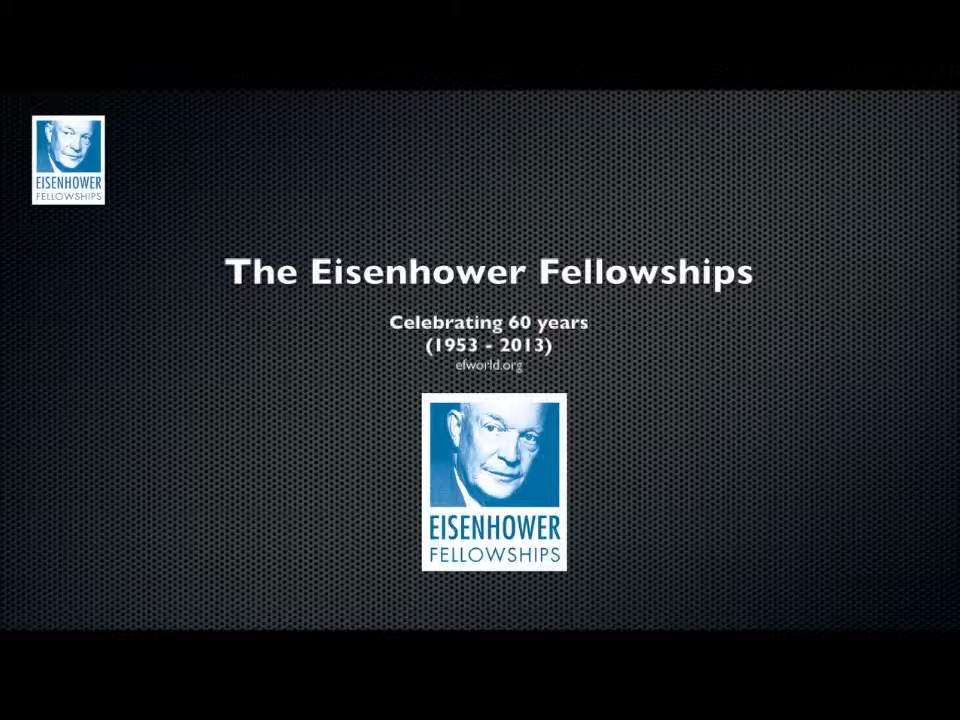 EISENHOWER
FELLOWSHIPS
The Eisenhower Fellowships
Celebrating 60 years
(1953 - 2013)
efworld.org
EISENHOWER
FELLOWSHIPS